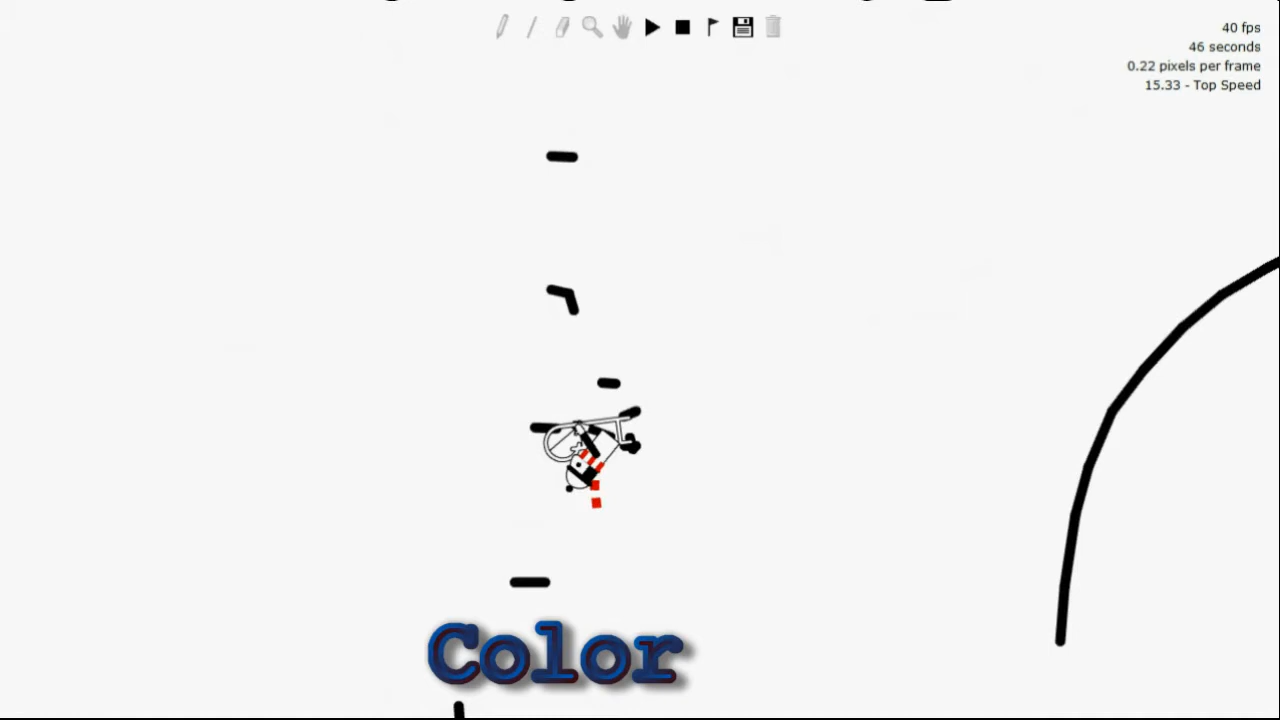 40 fps
46 seconds
0.22 pixels per frame
15.33 - Top Speed
Color